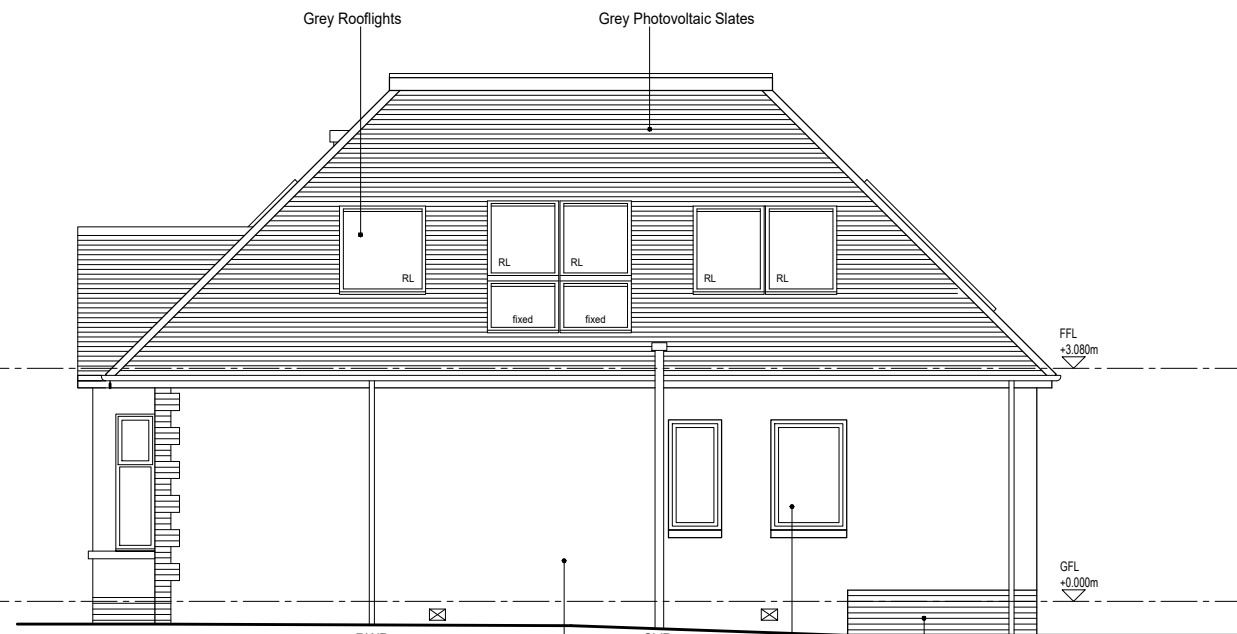 Grey Rooflights
Grey Photovoltaic Slates
RL
RL
RL
RL
RL
fixed
fixed
FFL
+3.080m
GFL
+0.000m